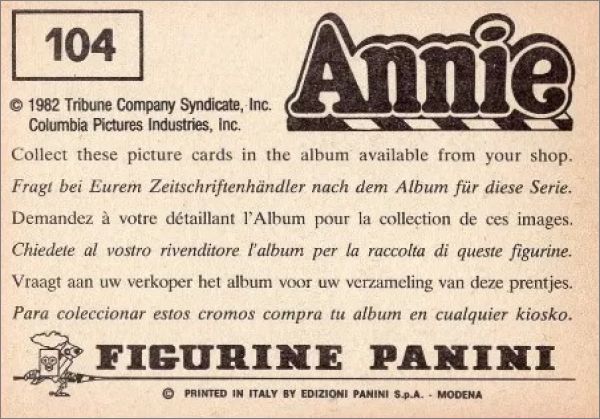 104
Annie
© 1982 Tribune Company Syndicate, Inc.
Columbia Pictures Industries, Inc.
Collect these picture cards in the album available from your shop.
Fragt bei Eurem Zeitschriftenhändler nach dem Album für diese Serie.
Demandez à votre détaillant l'Album pour la collection de ces images.
Chiedete al vostro rivenditore l'album per la raccolta di queste figurine.
Vraagt aan uw verkoper het album voor uw verzameling van deze prentjes.
Para coleccionar estos cromos compra tu album en cualquier kiosko.
FIGURINE PANINI
© PRINTED IN ITALY BY EDIZIONI PANINI S.p.A. - MODENA